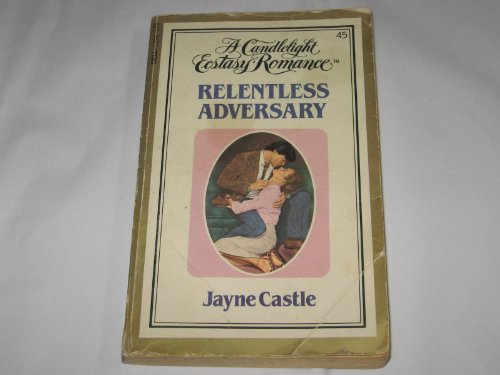 45
A Candlelight
Ecstasy Romance™
RELENTLESS
ADVERSARY
Jayne Castle